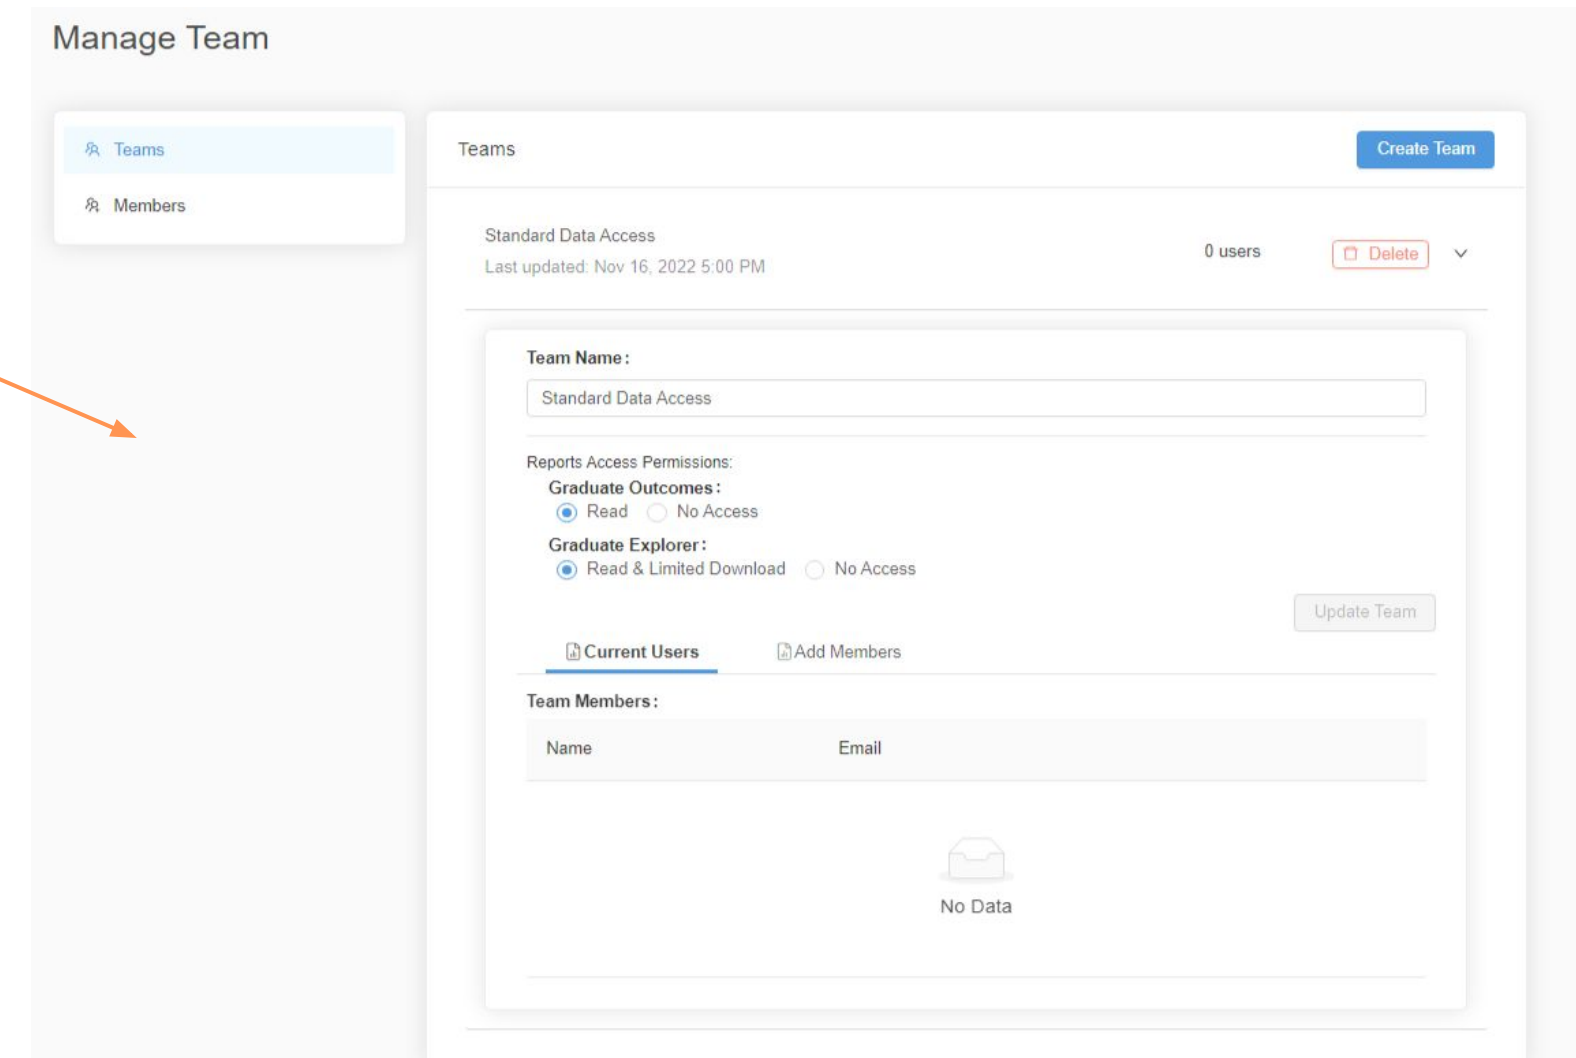 Manage Team
Teams
Members
Teams
Create Team
Standard Data Access
Last updated: Nov 16, 2022 5:00 PM
0 users
Delete
Team Name:
Standard Data Access
Reports Access Permissions:
Graduate Outcomes:
Read No Access
Graduate Explorer:
Read & Limited Download No Access
Update Team
Current Users Add Members
Team Members:
Name Email
No Data